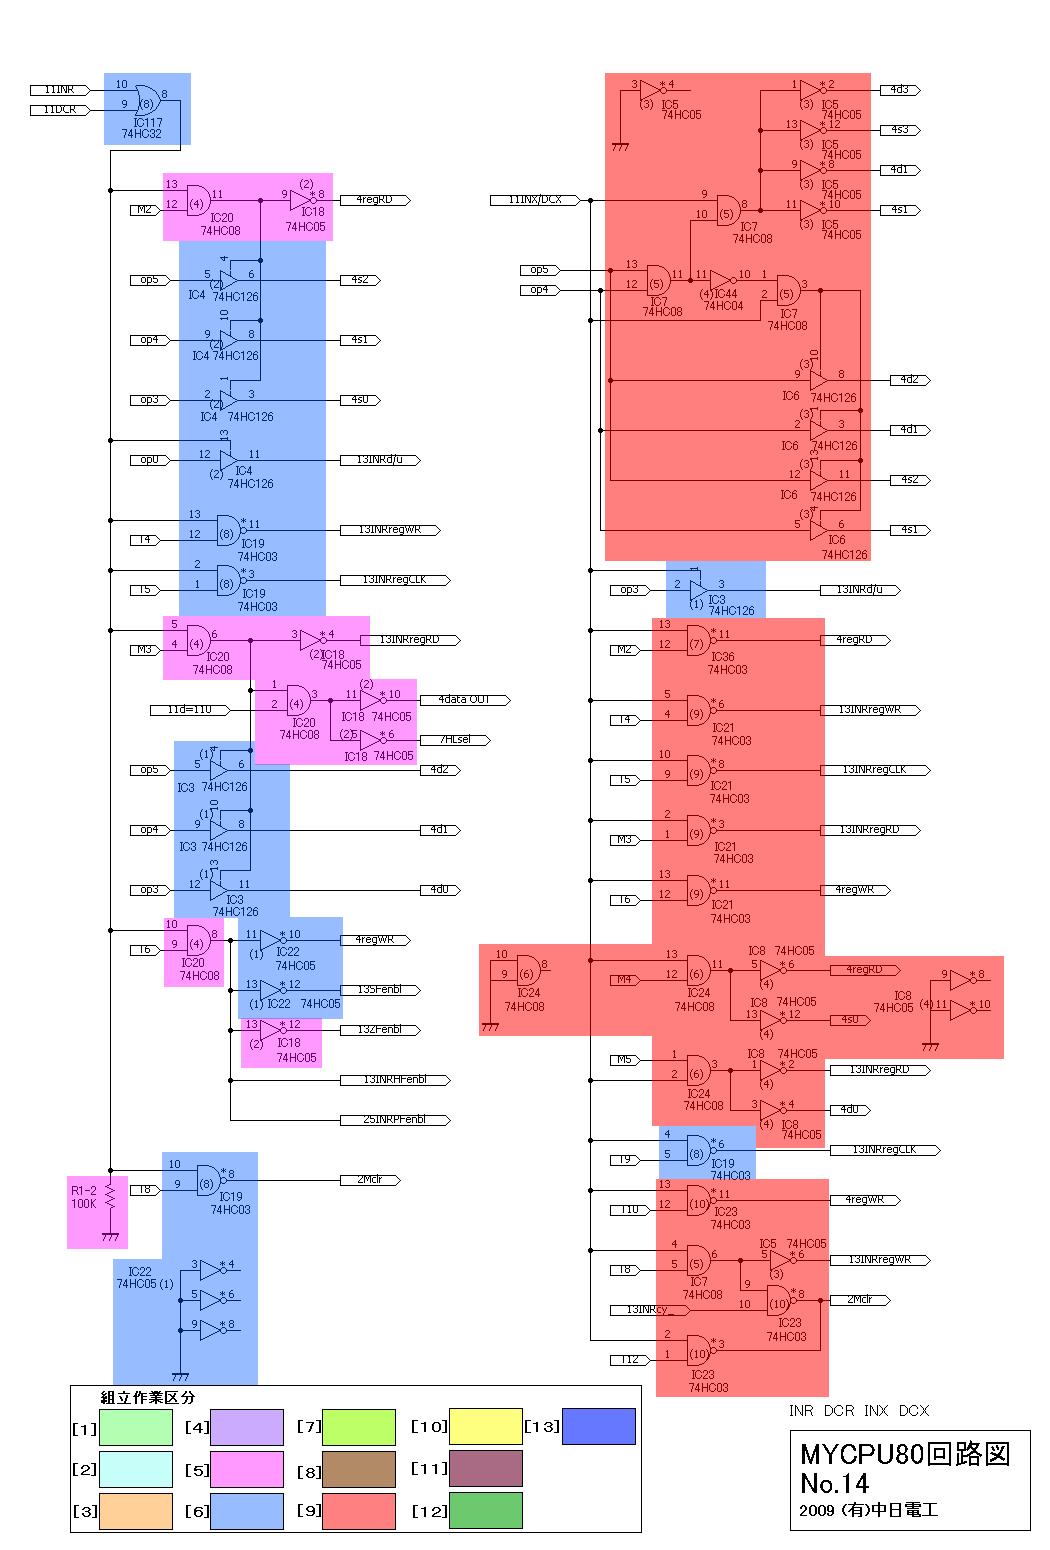 11INR
11DCR
10
9
8
(8)
IC117
74HC32
13
12
M2
(4)
11
IC20
74HC08
(2)
9
* 8
IC18
74HC05
4regRD
op5
5
4
(2)
6
IC4
74HC126
4s2
op4
9
10
(2)
8
IC4
74HC126
4s1
op3
2
1
(2)
3
IC4
74HC126
4s0
op0
12
13
(2)
11
IC4
74HC126
13INRd/u
13
12
T4
(8)
* 11
IC19
74HC03
13INRregWR
2
1
T5
(8)
* 3
IC19
74HC03
13INRregCLK
5
4
M3
(4)
6
IC20
74HC08
3
* 4
(2)
IC18
74HC05
13INRregRD
11d=110
1
2
(4)
3
IC20
74HC08
(2)
11
* 10
IC18
74HC05
4data OUT
(2)
5
* 6
IC18
74HC05
7HLsel
op5
5
(1)
4
6
IC3
74HC126
4d2
op4
9
(1)
10
8
IC3
74HC126
4d1
op3
12
(1)
13
11
IC3
74HC126
4d0
10
9
T6
(4)
8
IC20
74HC08
11
* 10
(1)
IC22
74HC05
4regWR
13
* 12
(1)
IC22
74HC05
13SFenbl
13
* 12
(2)
IC18
74HC05
13ZFenbl
13INRHFenbl
25INRPFenbl
R1-2
100K
T8
10
9
(8)
* 8
IC19
74HC03
2Mclr
IC22
74HC05 (1)
3
* 4
5
* 6
9
* 8
3
* 4
(3)
IC5
74HC05
1
* 2
(3)
IC5
74HC05
4d3
13
* 12
(3)
IC5
74HC05
4s3
9
* 8
(3)
IC5
74HC05
4d1
11
* 10
(3)
IC5
74HC05
4s1
11INX/DCX
9
10
(5)
8
IC7
74HC08
op5
op4
13
12
(5)
11
IC7
74HC08
11
10
(4)
IC44
74HC04
1
2
(5)
3
IC7
74HC08
9
(3)
10
8
IC6
74HC126
4d2
2
(3)
1
3
IC6
74HC126
4d1
12
(3)
13
11
IC6
74HC126
4s2
5
(3)
4
6
IC6
74HC126
4s1
op3
2
1
3
(1)
IC3
74HC126
13INRd/u
M2
13
12
(7)
* 11
IC36
74HC03
4regRD
T4
5
4
(9)
* 6
IC21
74HC03
13INRregWR
T5
10
9
(9)
* 8
IC21
74HC03
13INRregCLK
M3
2
1
(9)
* 3
IC21
74HC03
13INRregRD
T6
13
12
(9)
* 11
IC21
74HC03
4regWR
10
9
(6)
8
IC24
74HC08
M4
13
12
(6)
11
IC24
74HC08
IC8
74HC05
5
* 6
(4)
4regRD
IC8
74HC05
13
* 12
(4)
4s0
IC8
74HC05
9
* 8
(4)
11
* 10
M5
1
2
(6)
3
IC24
74HC08
IC8
74HC05
1
* 2
(4)
13INRregRD
3
* 4
(4)
IC8
74HC05
4d0
T9
4
5
(8)
* 6
IC19
74HC03
13INRregCLK
T10
13
12
(10)
* 11
IC23
74HC03
4regWR
T8
4
5
(5)
6
IC7
74HC08
IC5
74HC05
5
* 6
(3)
13INRregWR
13INRcy_
9
10
(10)
* 8
IC23
74HC03
2Mclr
T12
2
1
(10)
* 3
IC23
74HC03
組立作業区分
[1]
[4]
[7]
[10]
[13]
[2]
[5]
[8]
[11]
[3]
[6]
[9]
[12]
INR DCR INX DCX
MYCPU80回路図
No.14
2009 (有)中日電工